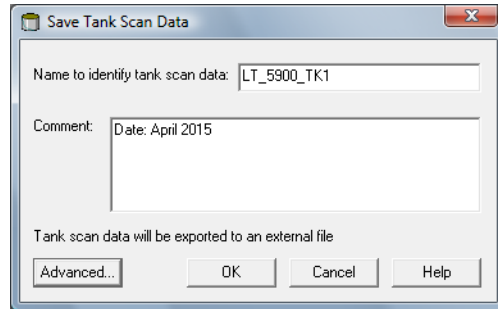 Save Tank Scan Data
X
Name to identify tank scan data: LT_5900_TK1
Comment: Date: April 2015
Tank scan data will be exported to an external file
Advanced... OK Cancel Help